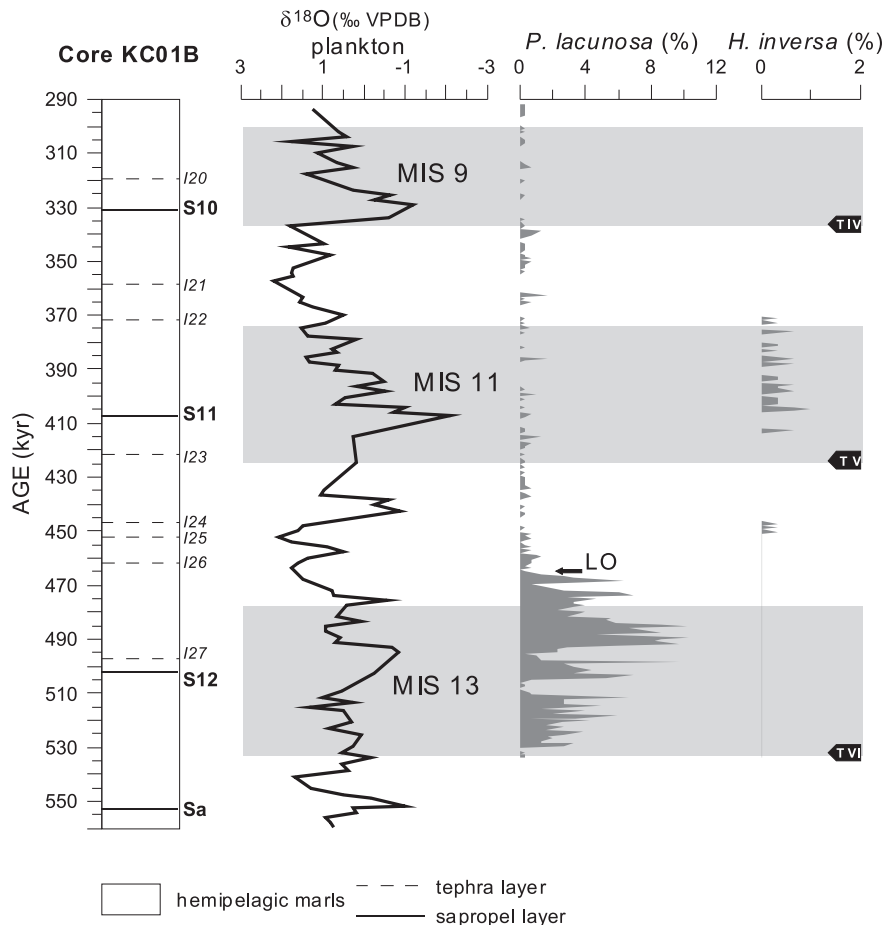 Core KC01B
δ18O(‰ VPDB)
plankton
P. lacunosa (%)
H. inversa (%)
3 1 -1 -3
0 4 8 12
0 2
AGE (kyr)
290
310
330
350
370
390
410
430
450
470
490
510
530
550
I20
S10
I21
I22
S11
I23
I24
I25
I26
I27
S12
Sa
MIS 9
MIS 11
MIS 13
LO
TIV
T V
T VI
hemipelagic marls
tephra layer
sapropel layer